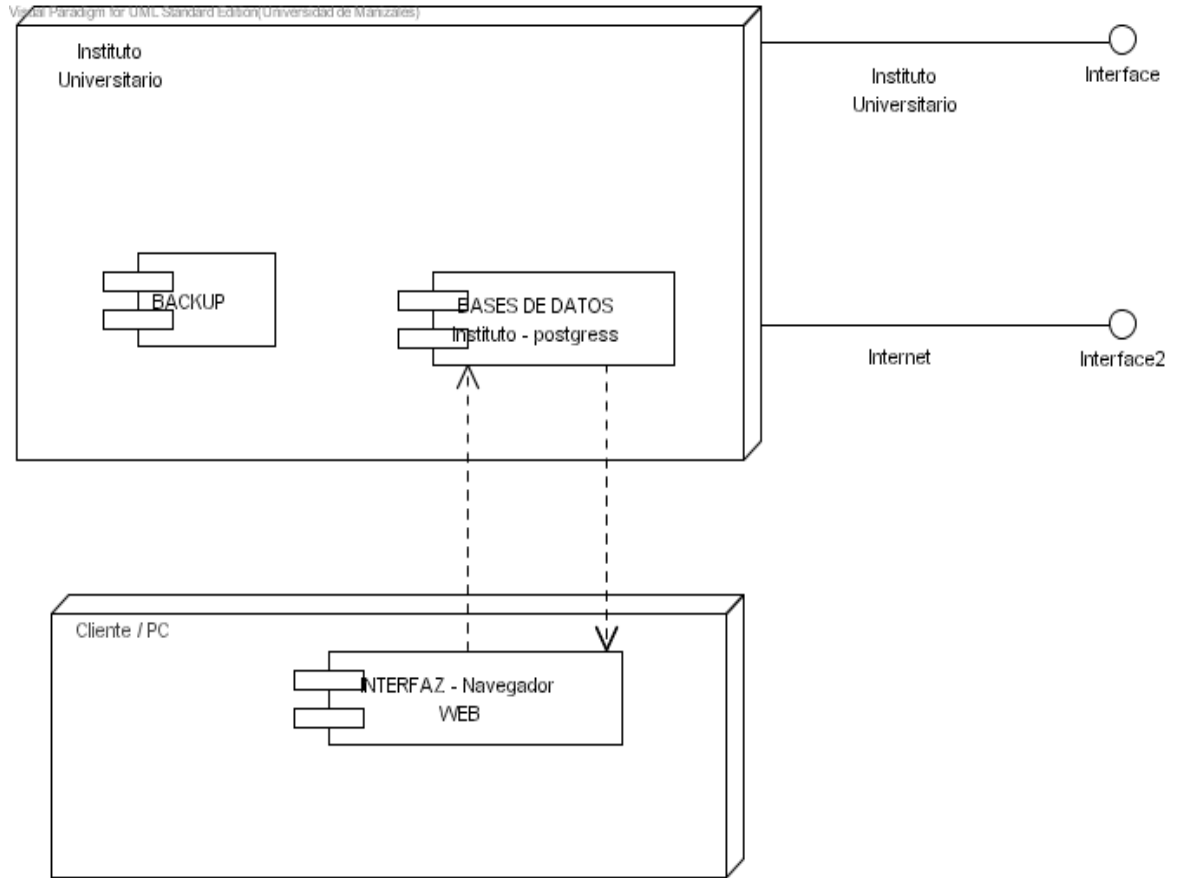 Visual Paradigm for UML Standard Edition(Universidad de Manizales)
Instituto
Universitario
Instituto
Universitario
Interface
BACKUP
BASES DE DATOS
Instituto - postgress
Internet
Interface2
Cliente / PC
INTERFAZ - Navegador
WEB